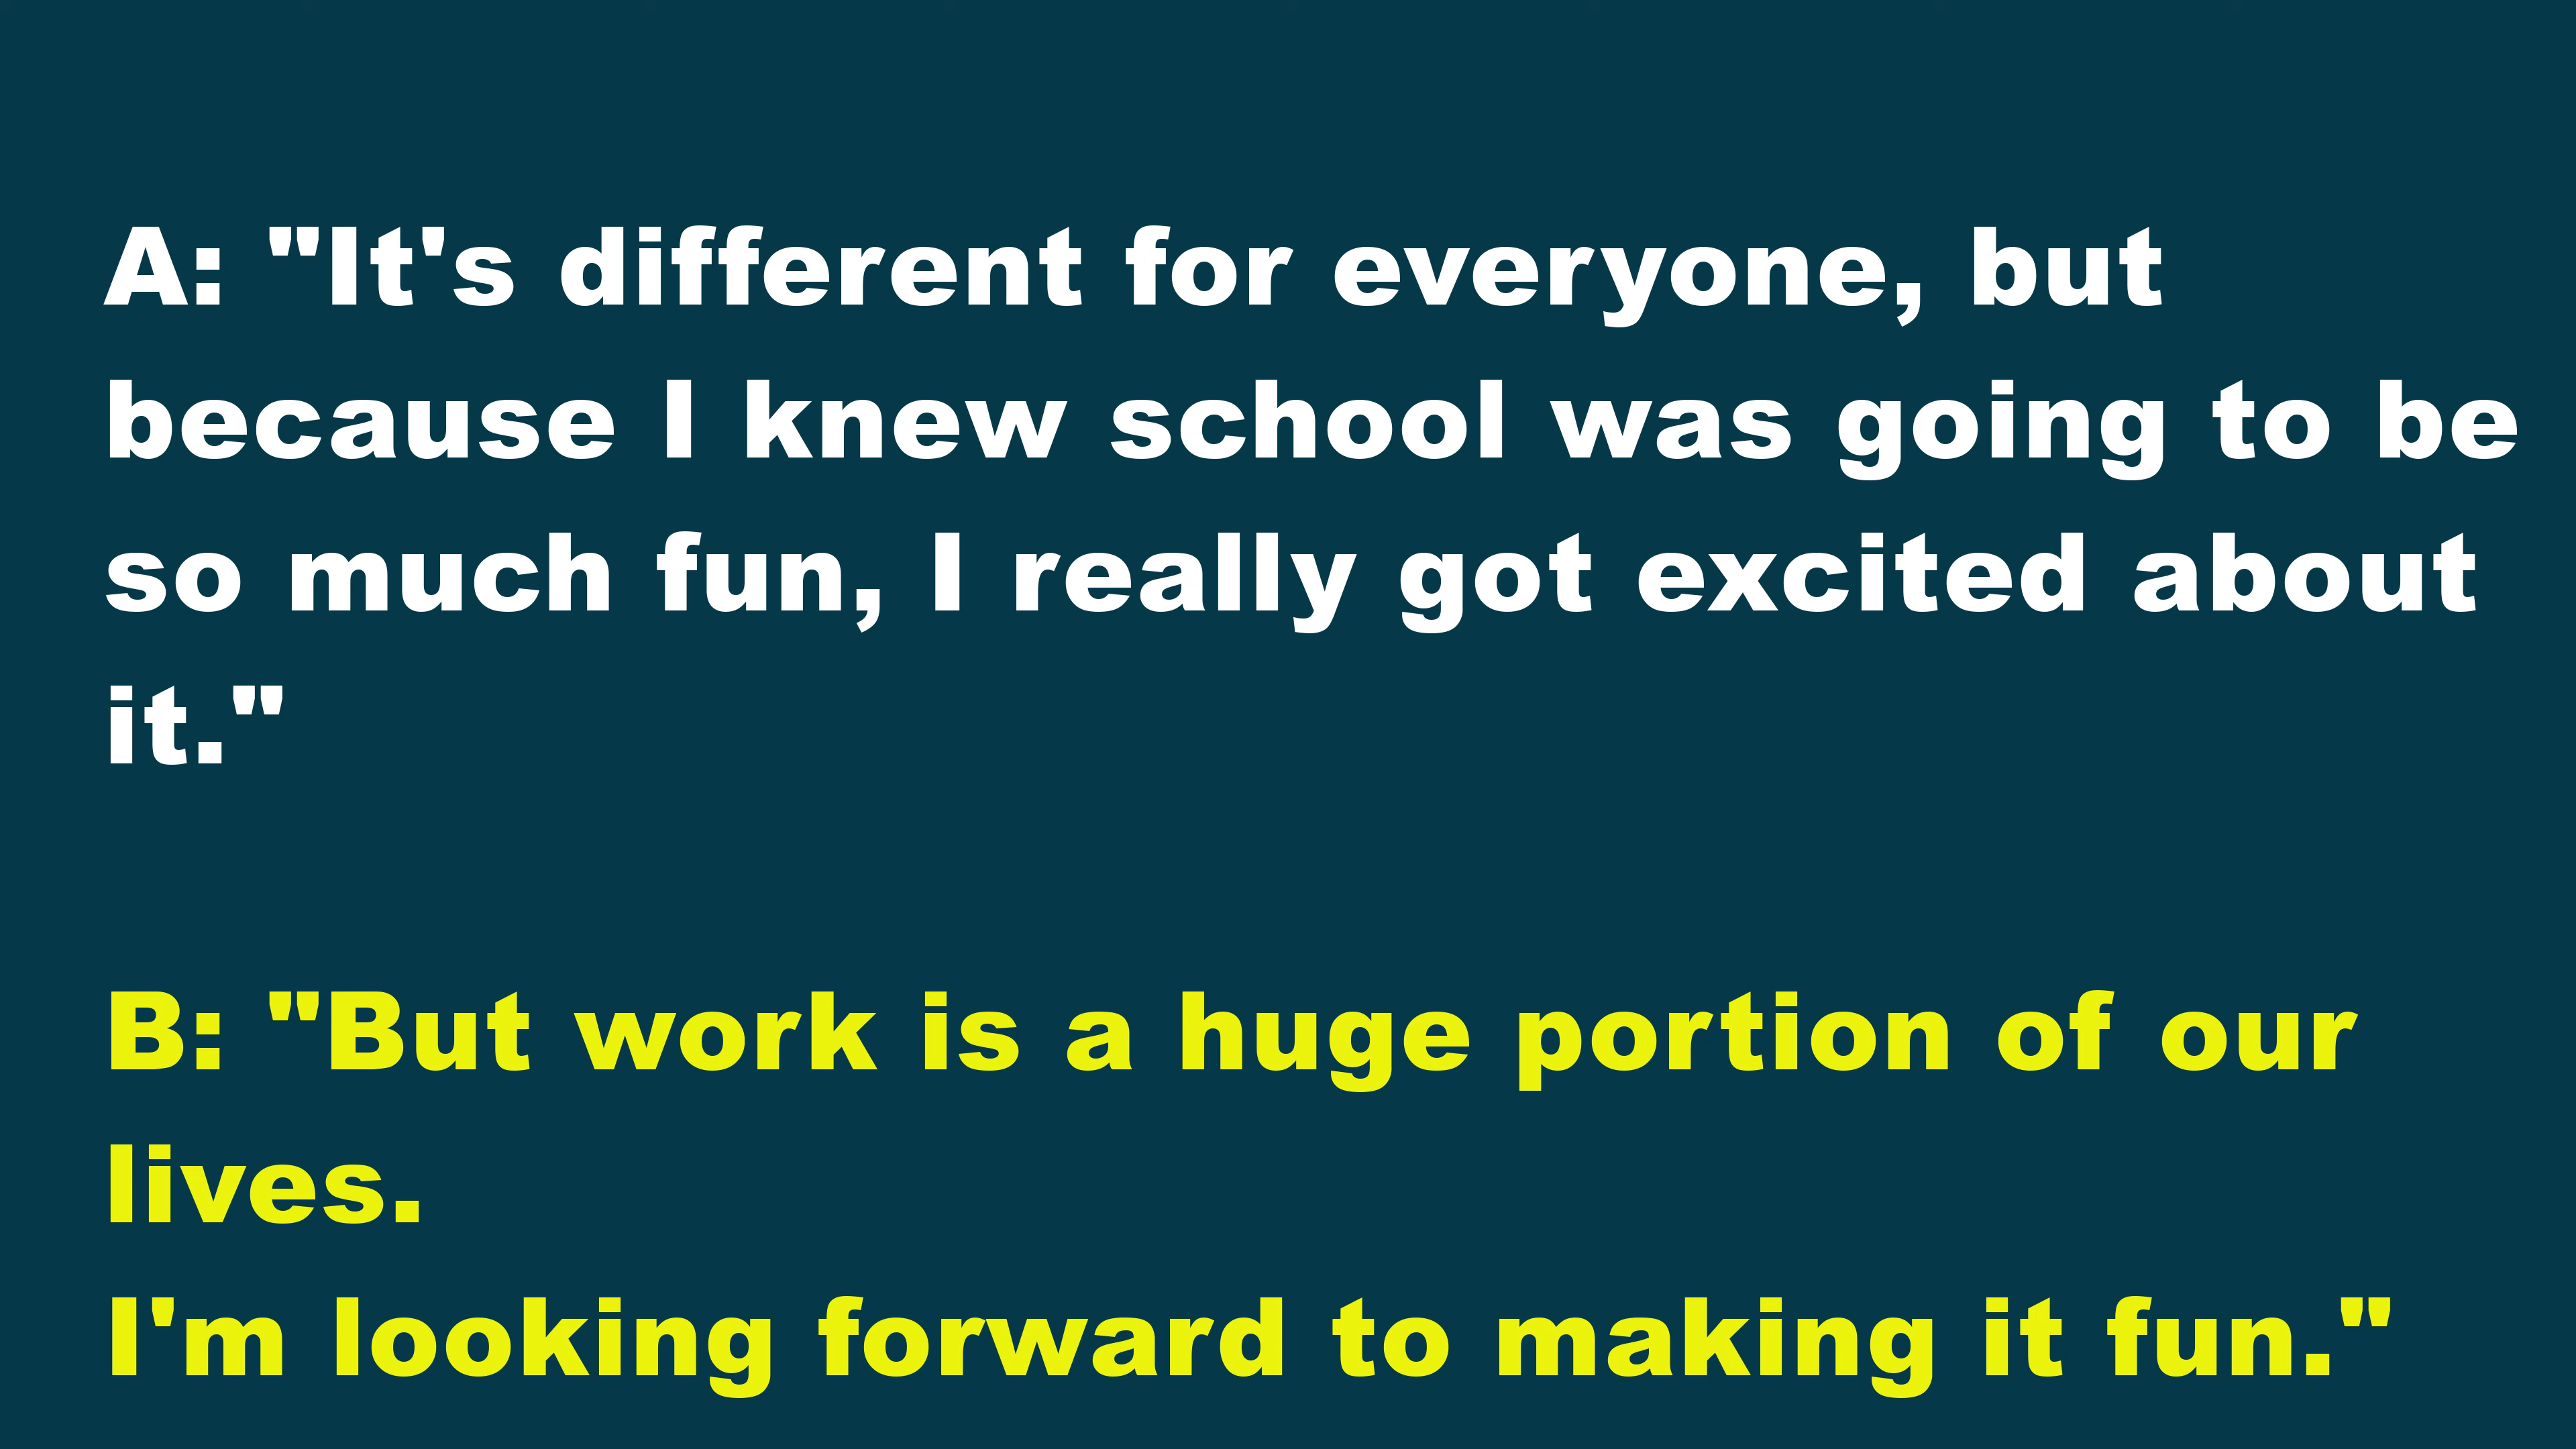 A: "It's different for everyone, but
because I knew school was going to be
so much fun, I really got excited about
it."
B: "But work is a huge portion of our
lives.
I'm looking forward to making it fun."